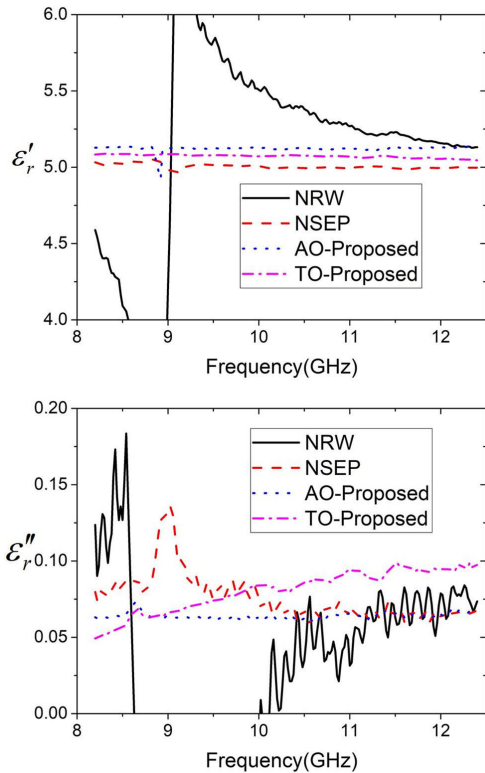 6.0
5.5
5.0
4.5
4.0
ε′r
NRW
NSEP
AO-Proposed
TO-Proposed
8 9 10 11 12
Frequency(GHz)
0.20
0.15
0.10
0.05
0.00
ε″r
NRW
NSEP
AO-Proposed
TO-Proposed
8 9 10 11 12
Frequency(GHz)